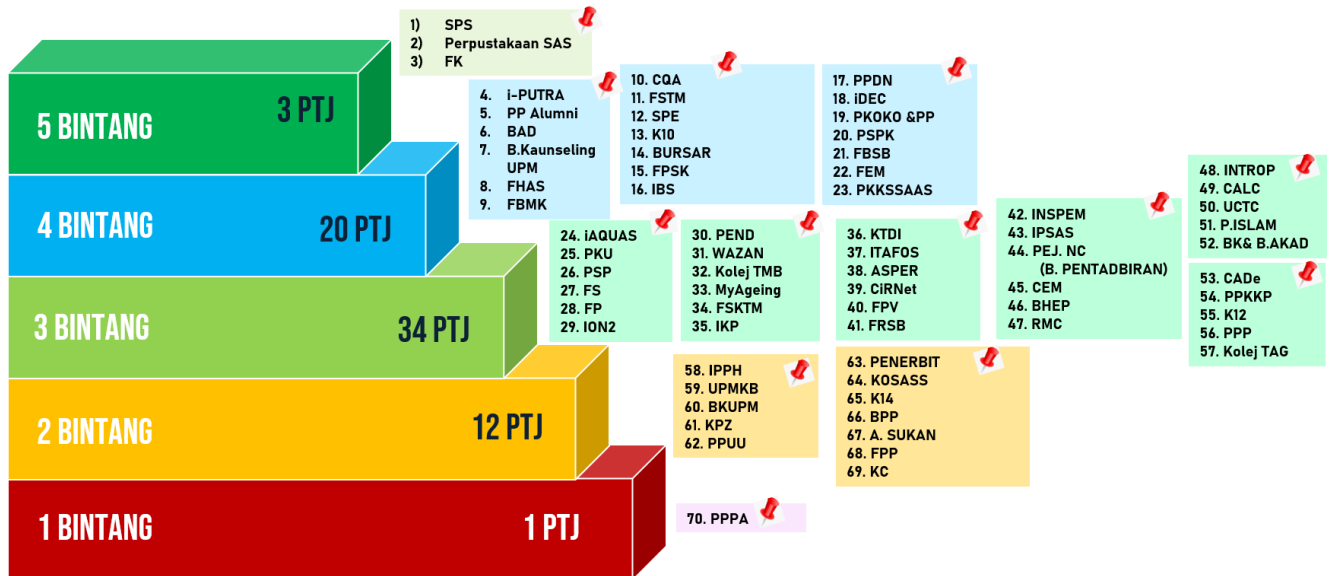 5 BINTANG
3 PTJ
1) SPS
2) Perpustakaan SAS
3) FK
4 BINTANG
20 PTJ
4. i-PUTRA
5. PP Alumni
6. BAD
7. B.Kaunseling
UPM
8. FHAS
9. FBMK
10. CQA
11. FSTM
12. SPE
13. K10
14. BURSAR
15. FPSK
16. IBS
17. PPDN
18. iDEC
19. PKOKO &PP
20. PSPK
21. FBSB
22. FEM
23. PKKSSAAS
3 BINTANG
34 PTJ
24. iAQUAS
25. PKU
26. PSP
27. FS
28. FP
29. ION2
30. PEND
31. WAZAN
32. Kolej TMB
33. MyAgeing
34. FSKTM
35. IKP
36. KTDI
37. ITAFOS
38. ASPER
39. CiRNet
40. FPV
41. FRSB
42. INSPEM
43. IPSAS
44. PEJ. NC
(B. PENTADBIRAN)
45. CEM
46. BHEP
47. RMC
48. INTROP
49. CALC
50. UCTC
51. P.ISLAM
52. BK& B.AKAD
53. CADe
54. PPKKP
55. K12
56. PPP
57. Kolej TAG
2 BINTANG
12 PTJ
58. IPPH
59. UPMKB
60. BKUPM
61. KPZ
62. PPUU
63. PENERBIT
64. KOSASS
65. K14
66. BPP
67. A. SUKAN
68. FPP
69. KC
1 BINTANG
1 PTJ
70. PPPA